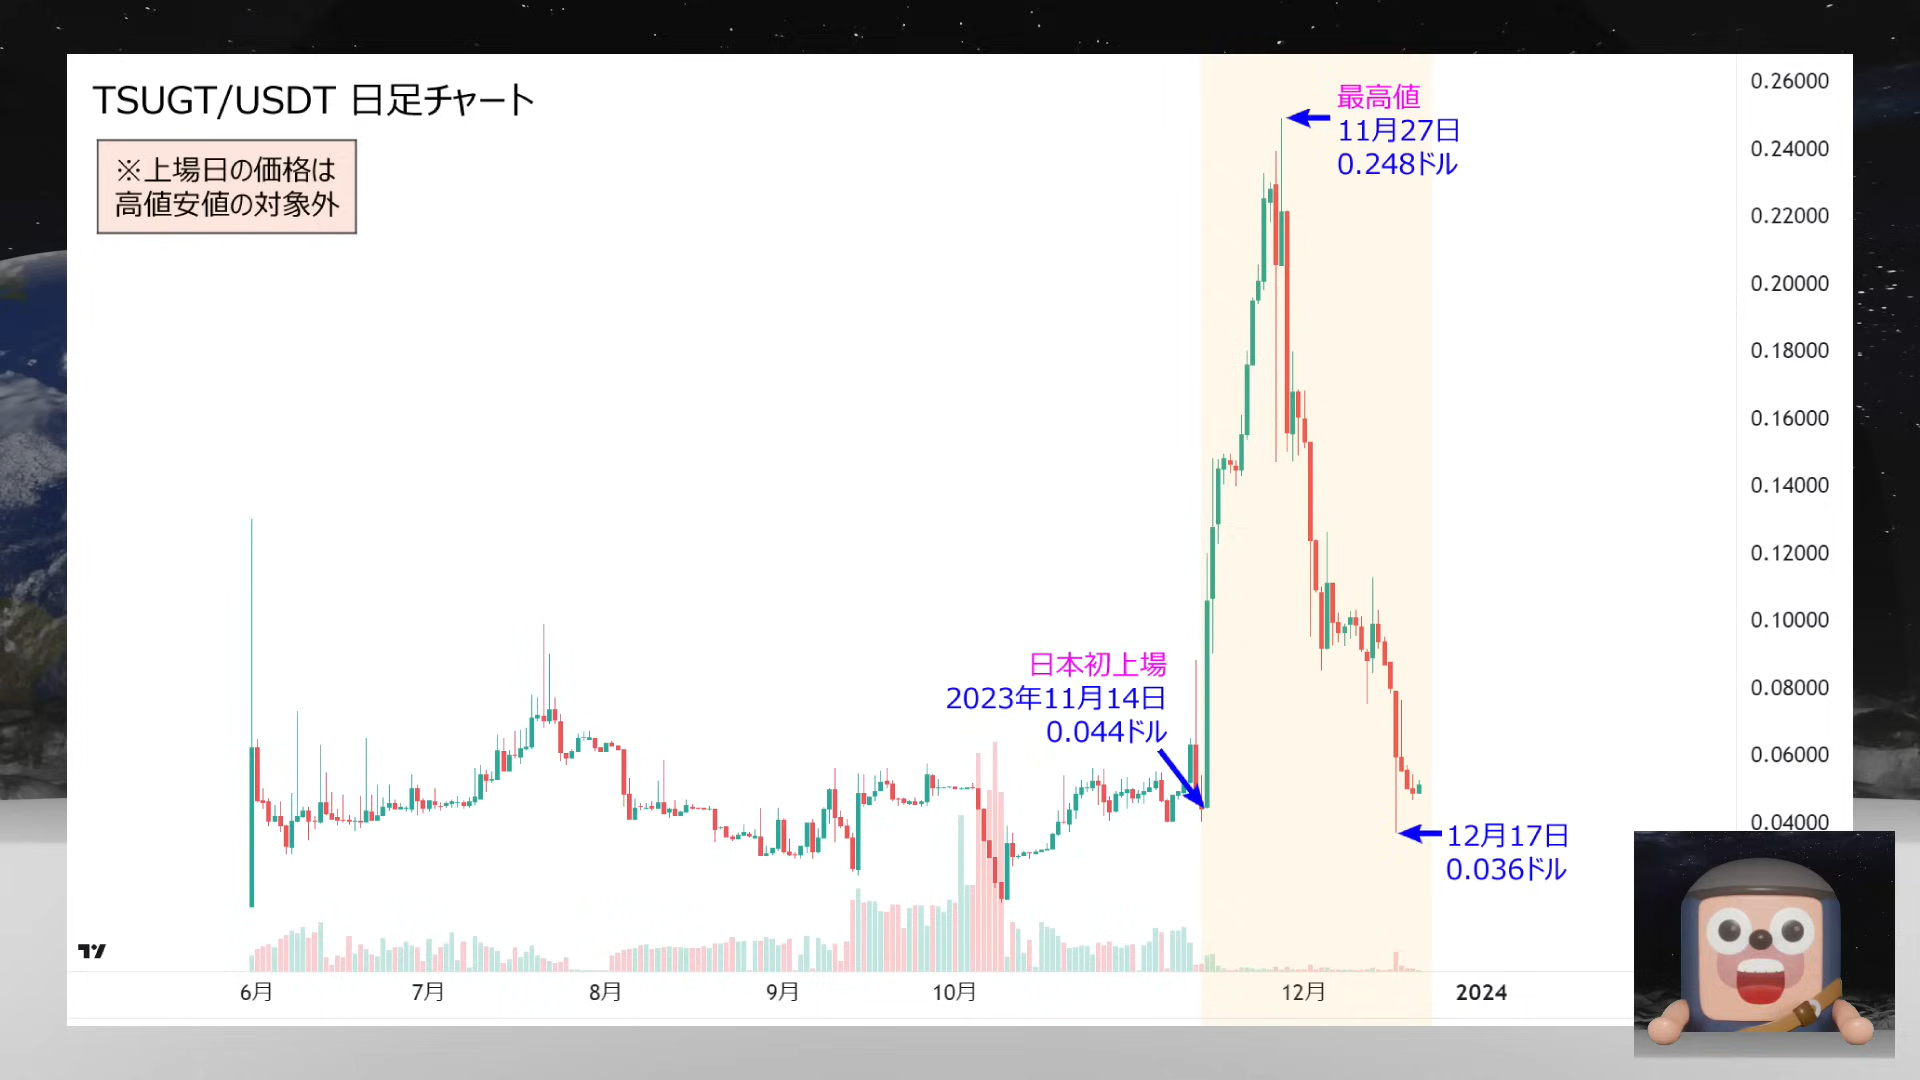 TSUGT/USDT 日足チャート
※上場日の価格は
高値安値の対象外
最高値
11月27日
0.248ドル
日本初上場
2023年11月14日
0.044ドル
12月17日
0.036ドル
0.26000
0.24000
0.22000
0.20000
0.18000
0.16000
0.14000
0.12000
0.10000
0.08000
0.06000
0.04000
6月
7月
8月
9月
10月
12月
2024